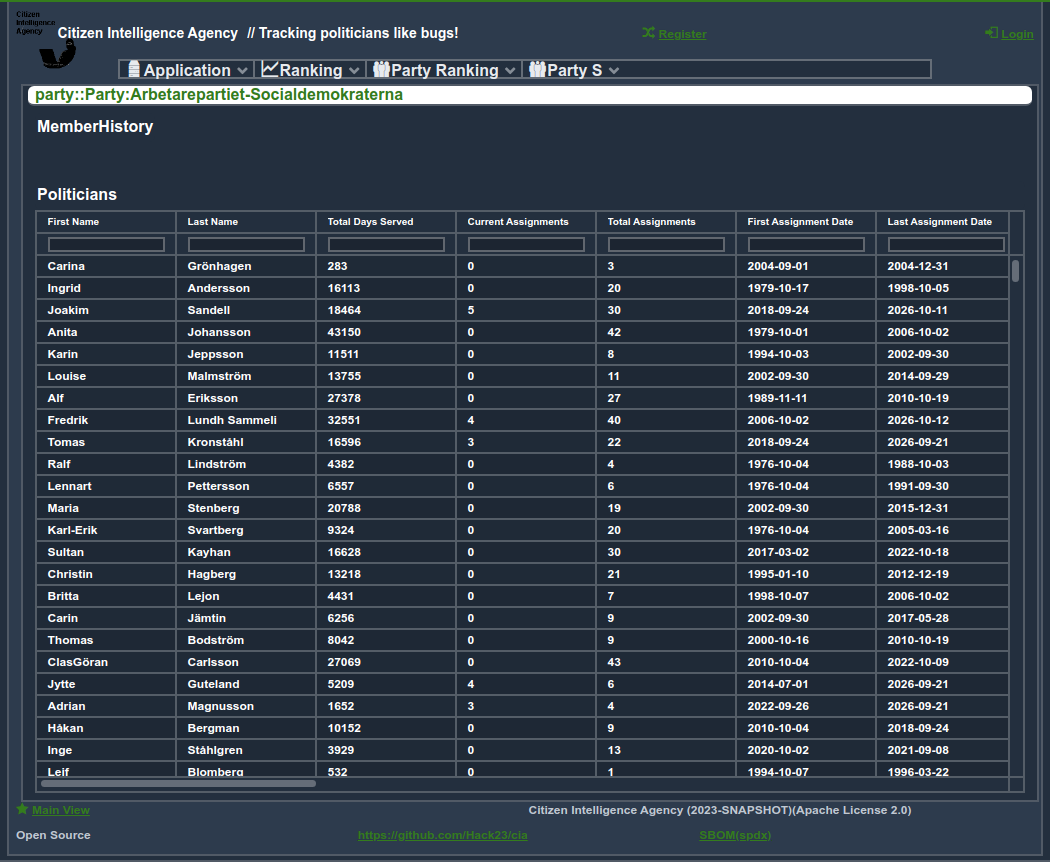 Citizen
Intelligence
Agency
Citizen Intelligence Agency // Tracking politicians like bugs!
Register
Login
Application Ranking Party Ranking Party S
party::Party:Arbetarepartiet-Socialdemokraterna
MemberHistory
Politicians
First Name Last Name Total Days Served Current Assignments Total Assignments First Assignment Date Last Assignment Date
Carina Grönhagen 283 0 3 2004-09-01 2004-12-31
Ingrid Andersson 16113 0 20 1979-10-17 1998-10-05
Joakim Sandell 18464 5 30 2018-09-24 2026-10-11
Anita Johansson 43150 0 42 1979-10-01 2006-10-02
Karin Jeppsson 11511 0 8 1994-10-03 2002-09-30
Louise Malmström 13755 0 11 2002-09-30 2014-09-29
Alf Eriksson 27378 0 27 1989-11-11 2010-10-19
Fredrik Lundh Sammeli 32551 4 40 2006-10-02 2026-10-12
Tomas Kronståhl 16596 3 22 2018-09-24 2026-09-21
Ralf Lindström 4382 0 4 1976-10-04 1988-10-03
Lennart Pettersson 6557 0 6 1976-10-04 1991-09-30
Maria Stenberg 20788 0 19 2002-09-30 2015-12-31
Karl-Erik Svartberg 9324 0 20 1976-10-04 2005-03-16
Sultan Kayhan 16628 0 30 2017-03-02 2022-10-18
Christin Hagberg 13218 0 21 1995-01-10 2012-12-19
Britta Lejon 4431 0 7 1998-10-07 2006-10-02
Carin Jämtin 6256 0 9 2002-09-30 2017-05-28
Thomas Bodström 8042 0 9 2000-10-16 2010-10-19
ClasGöran Carlsson 27069 0 43 2010-10-04 2022-10-09
Jytte Guteland 5209 4 6 2014-07-01 2026-09-21
Adrian Magnusson 1652 3 4 2022-09-26 2026-09-21
Håkan Bergman 10152 0 9 2010-10-04 2018-09-24
Inge Ståhlgren 3929 0 13 2020-10-02 2021-09-08
Leif Blomberg 532 0 1 1994-10-07 1996-03-22
Main View
Citizen Intelligence Agency (2023-SNAPSHOT)(Apache License 2.0)
Open Source
https://github.com/Hack23/cia
SBOM(spdx)